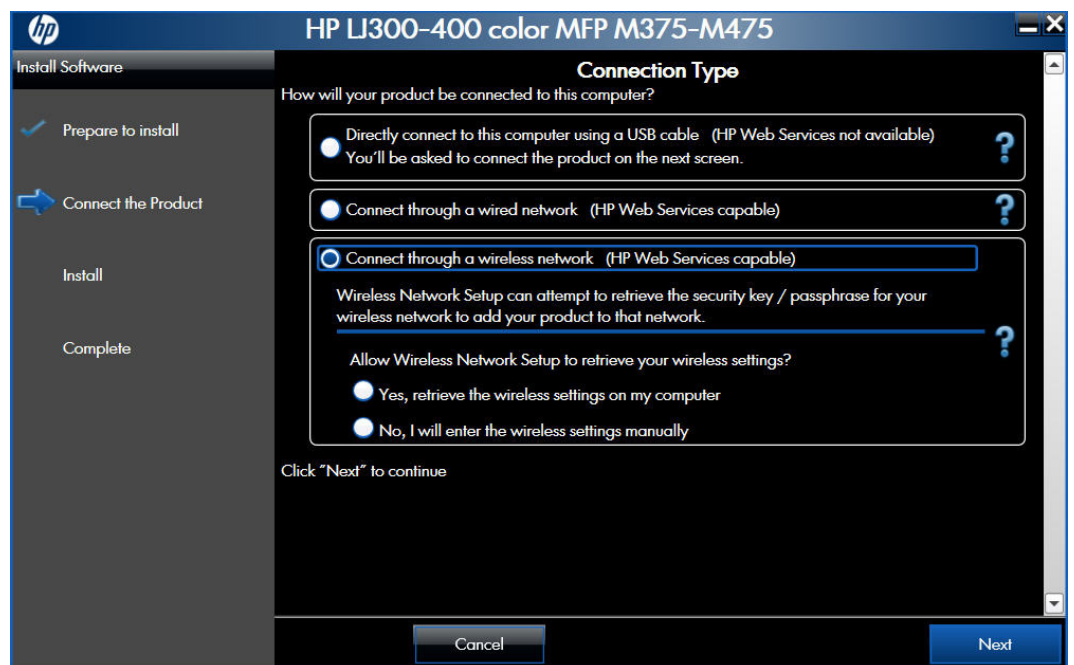 hp
HP LJ300-400 color MFP M375-M475
Install Software
Prepare to install
Connect the Product
Install
Complete
Connection Type
How will your product be connected to this computer?
Directly connect to this computer using a USB cable (HP Web Services not available)
You'll be asked to connect the product on the next screen.
?
Connect through a wired network (HP Web Services capable)
?
Connect through a wireless network (HP Web Services capable)
Wireless Network Setup can attempt to retrieve the security key / passphrase for your
wireless network to add your product to that network.
?
Allow Wireless Network Setup to retrieve your wireless settings?
Yes, retrieve the wireless settings on my computer
No, I will enter the wireless settings manually
Click "Next" to continue
Cancel
Next